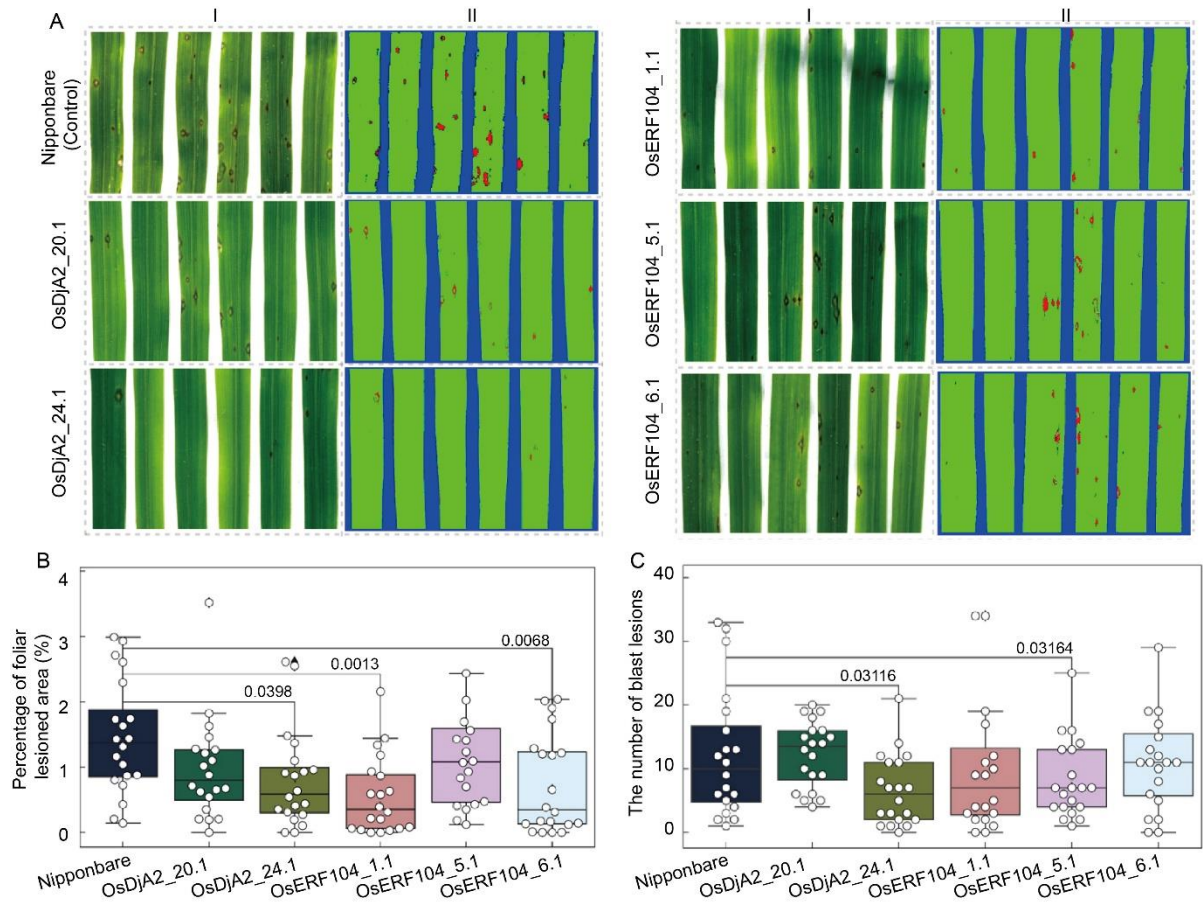 A
I
II
I
II
Nipponbare
(Control)
OsDjA2_20.1
OsDjA2_24.1
OsERF104_1.1
OsERF104_5.1
OsERF104_6.1
B
Percentage of foliar
lesioned area (%)
4
3
2
1
0
0.0068
0.0013
0.0398
Nipponbare
OsDjA2_20.1
OsDjA2_24.1
OsERF104_1.1
OsERF104_5.1
OsERF104_6.1
C
The number of blast lesions
40
30
20
10
0
0.03164
0.03116
Nipponbare
OsDjA2_20.1
OsDjA2_24.1
OsERF104_1.1
OsERF104_5.1
OsERF104_6.1